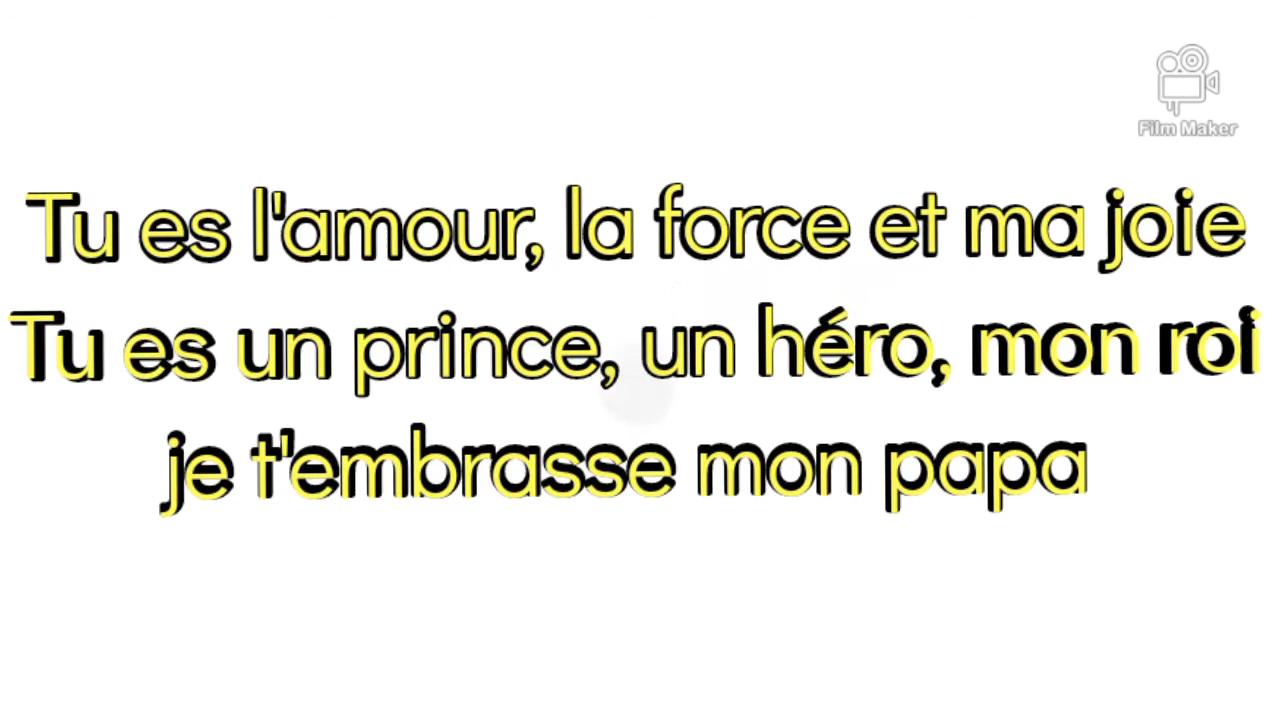 Film Maker
Tu es l'amour, la force et ma joie
Tu es un prince, un héro, mon roi
je t'embrasse mon papa